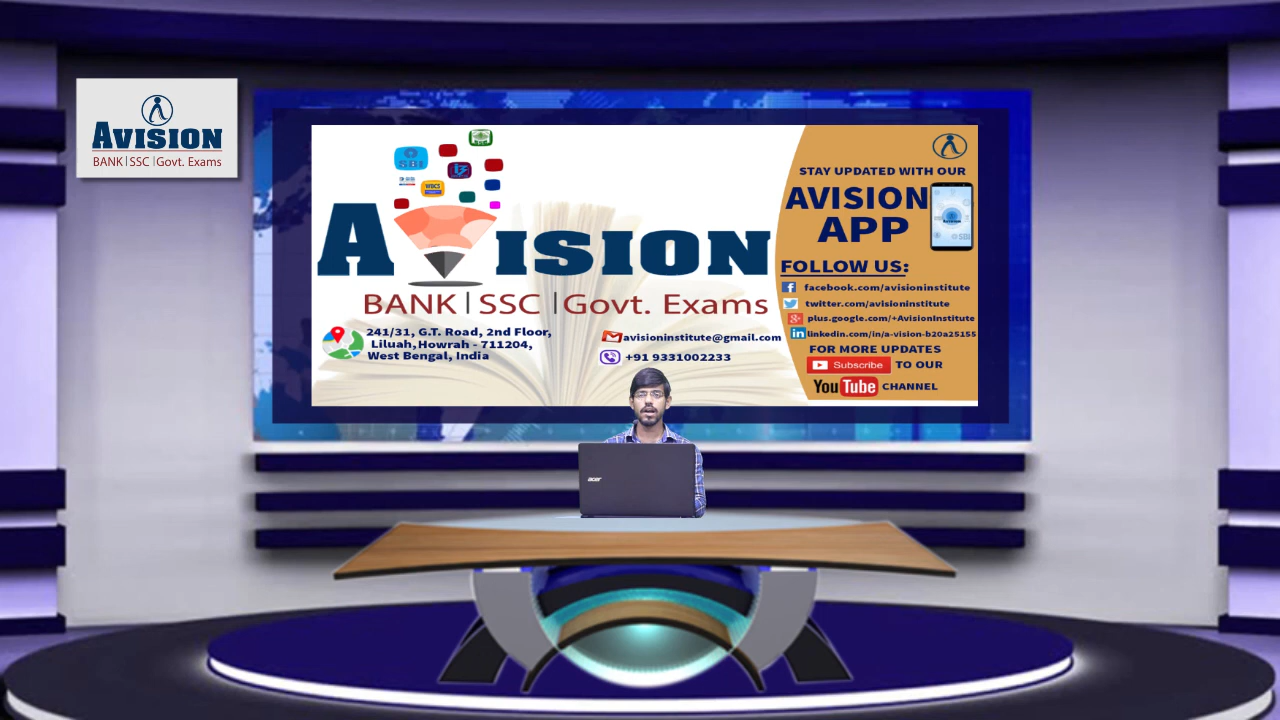 AVISION
BANK | SSC | Govt. Exams
SBI
WBCS
AVISION
BANK | SSC | Govt. Exams
241/31, G.T. Road, 2nd Floor,
Liluah, Howrah - 711204,
West Bengal, India
avisioninstitute@gmail.com
+91 9331002233
STAY UPDATED WITH OUR
AVISION
APP
FOLLOW US:
facebook.com/avisioninstitute
twitter.com/avisioninstitute
plus.google.com/+AvisionInstitute
linkedin.com/in/a-vision-b20a25155
FOR MORE UPDATES
Subscribe TO OUR
YouTube CHANNEL
acer